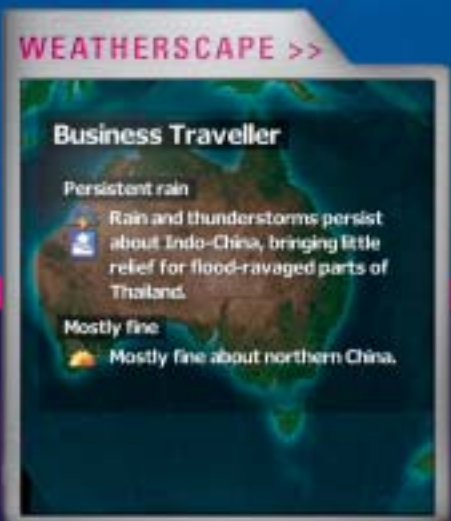 WEATHERSCAPE >>
Business Traveller
Persistent rain
Rain and thunderstorms persist
about Indo-China, bringing little
relief for flood-ravaged parts of
Thailand.
Mostly fine
Mostly fine about northern China.